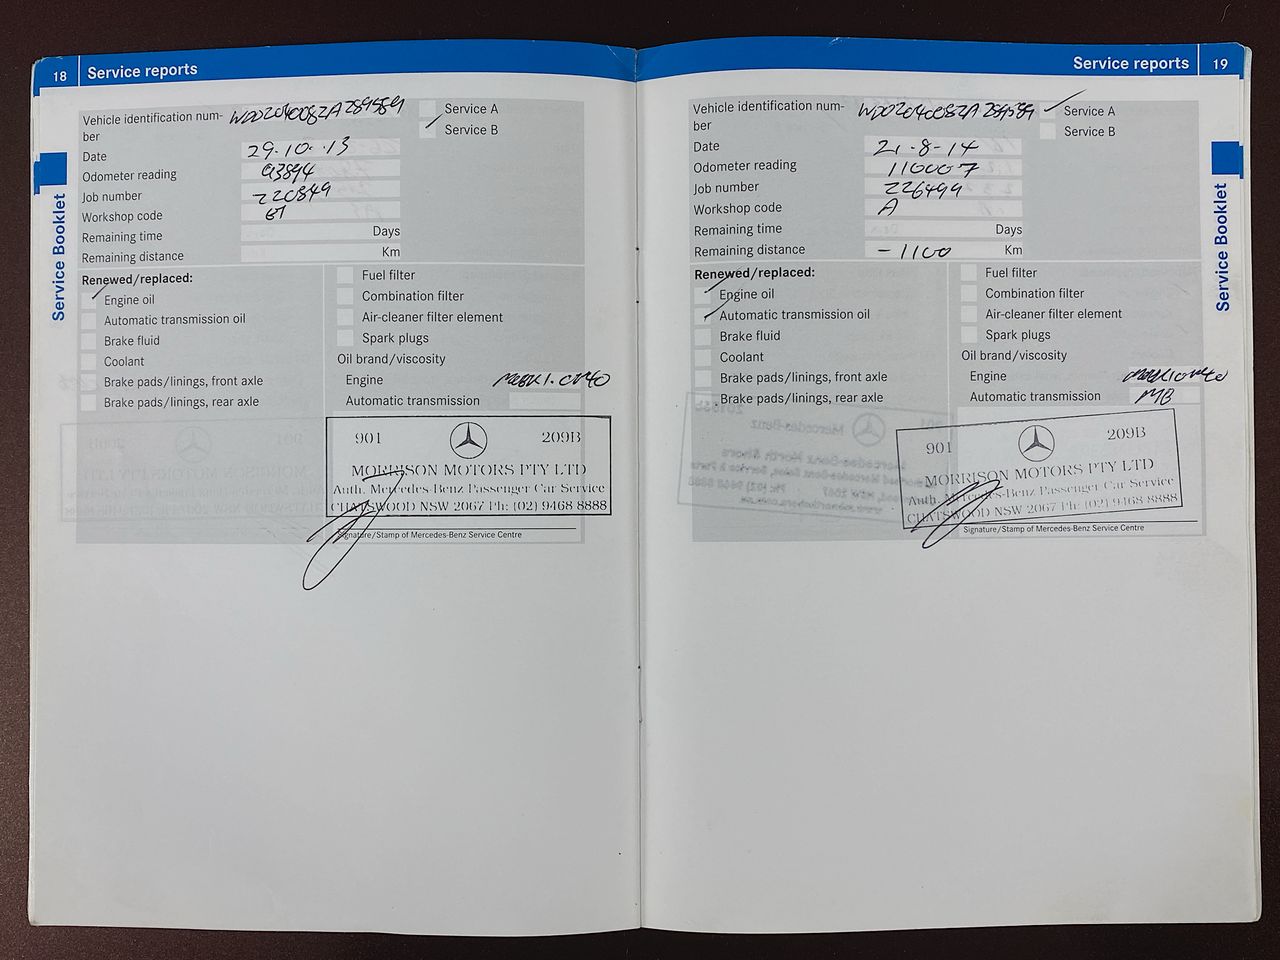 18 Service reports
Vehicle identification num-
ber
WDD2040082A289589
Service A
Service B
Date 29.10.13
Odometer reading 93894
Job number 220849
Workshop code
Remaining time Days
Remaining distance Km
Renewed/replaced:
Engine oil
Automatic transmission oil
Brake fluid
Coolant
Brake pads/linings, front axle
Brake pads/linings, rear axle
Fuel filter
Combination filter
Air-cleaner filter element
Spark plugs
Oil brand/viscosity
Engine
Automatic transmission
901 209B
MORRISON MOTORS PTY LTD
Auth. Mercedes-Benz Passenger Car Service
CHATSWOOD NSW 2067 Ph: (02) 9468 8888
Signature/Stamp of Mercedes-Benz Service Centre
Service Booklet
Service reports 19
Vehicle identification num-
ber
WDD2040082A289589
Service A
Service B
Date 21-8-14
Odometer reading 110007
Job number 226499
Workshop code A
Remaining time Days
Remaining distance -1100 Km
Renewed/replaced:
Engine oil
Automatic transmission oil
Brake fluid
Coolant
Brake pads/linings, front axle
Brake pads/linings, rear axle
Fuel filter
Combination filter
Air-cleaner filter element
Spark plugs
Oil brand/viscosity
Engine
Automatic transmission MB
901 209B
MORRISON MOTORS PTY LTD
Auth. Mercedes-Benz Passenger Car Service
CHATSWOOD NSW 2067 Ph: (02) 9468 8888
Signature/Stamp of Mercedes-Benz Service Centre
Service Booklet